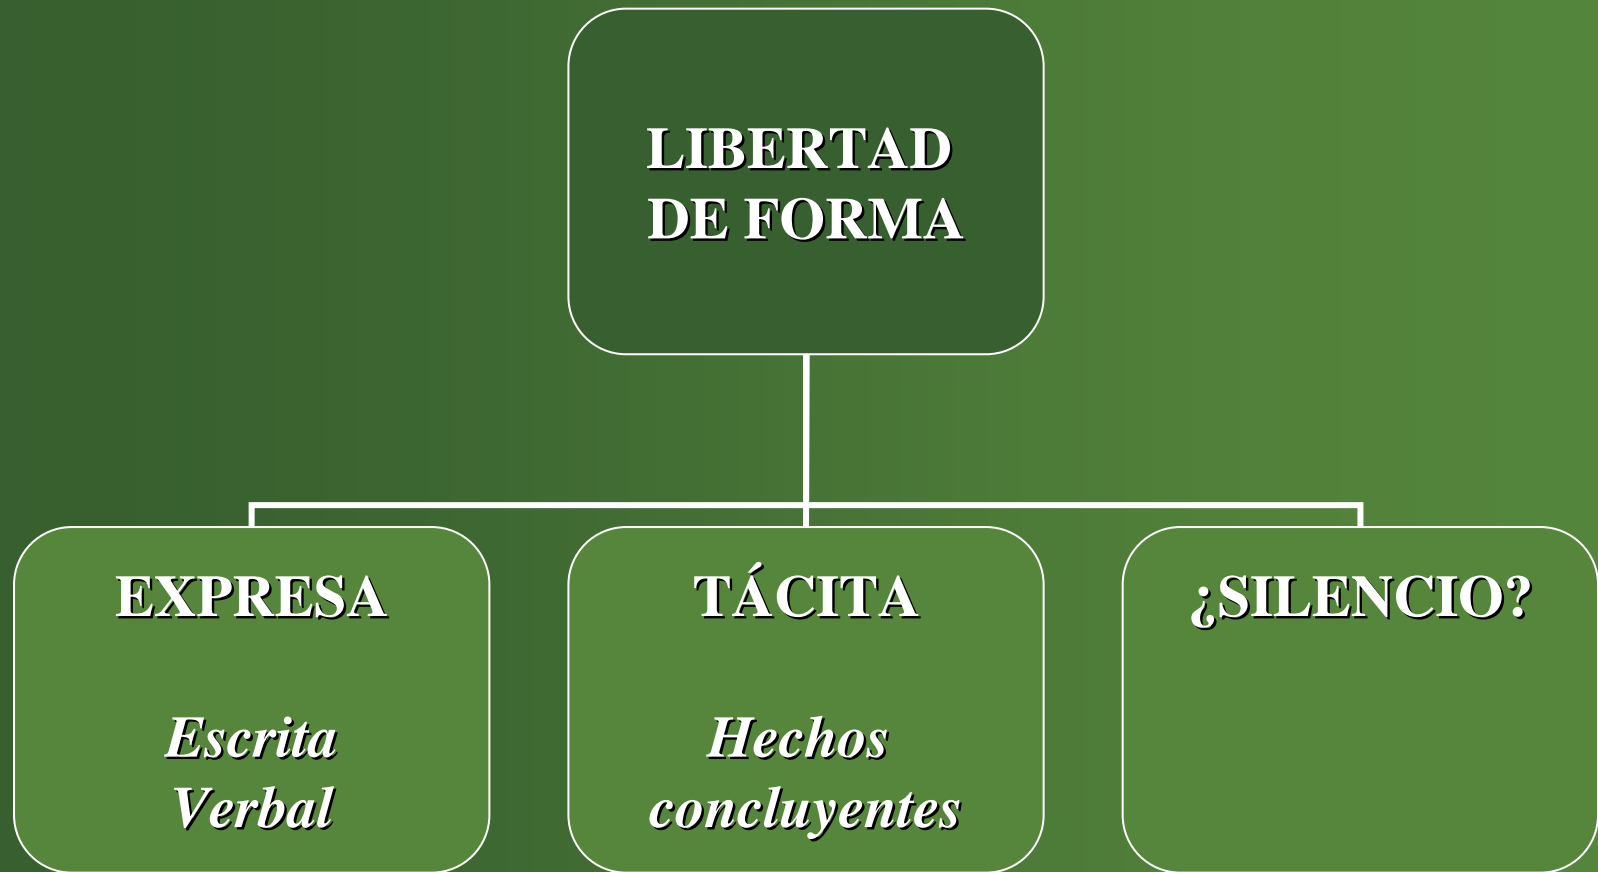 LIBERTAD
DE FORMA
EXPRESA
Escrita
Verbal
TÁCITA
Hechos
concluyentes
¿SILENCIO?